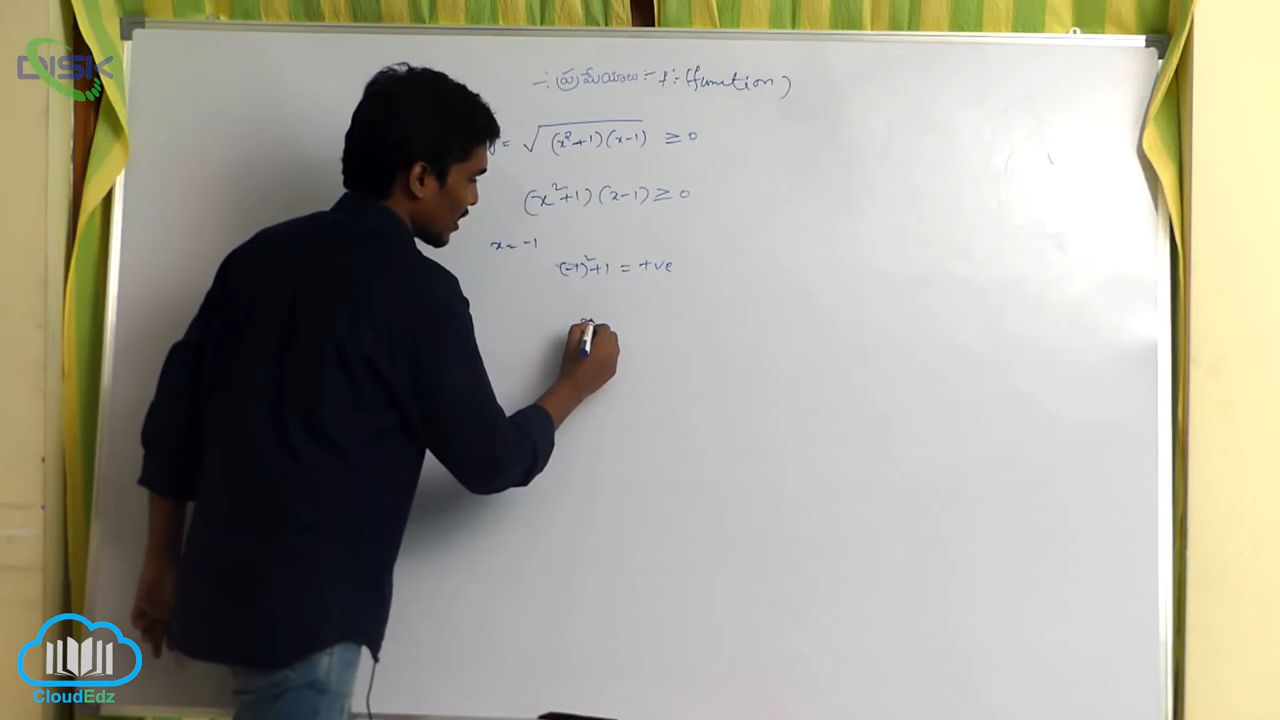 DISK
∴ ప్రమేయాలు :- f: (function)
= √(x²+1)(x-1) ≥ 0
(x²+1)(x-1) ≥ 0
x = -1
(-1)²+1 = +ve
CloudEdz